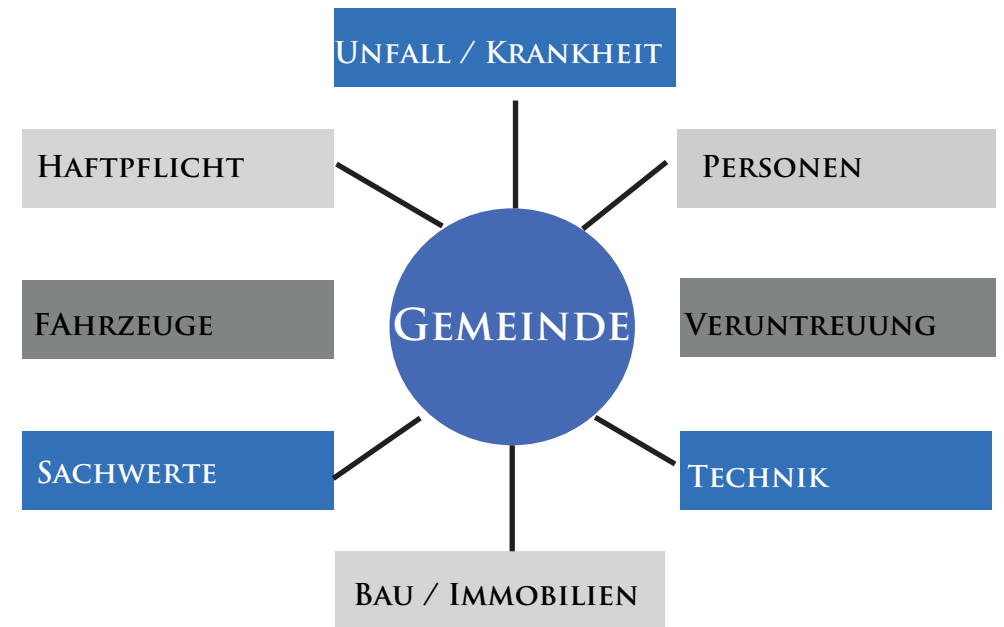 Unfall / Krankheit
Haftpflicht
Personen
FAhrzeuge
Gemeinde
Veruntreuung
Sachwerte
Technik
Bau / Immobilien